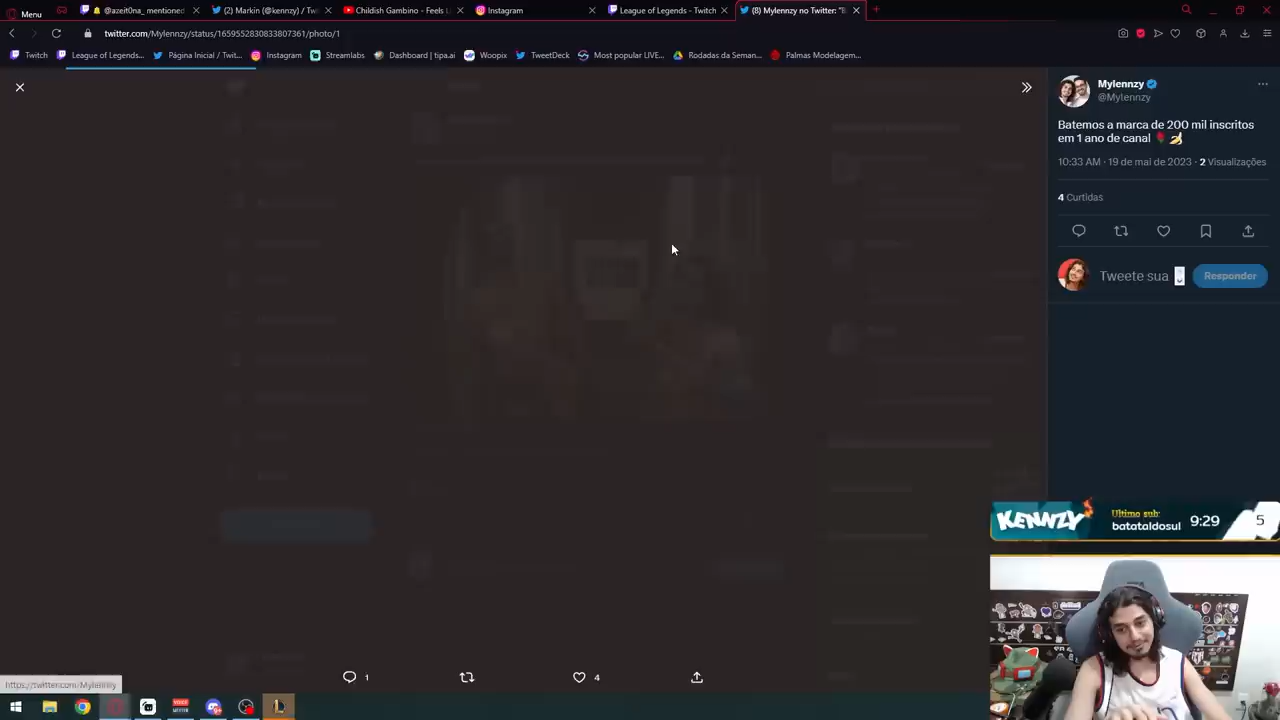 Menu
@azeit0na_ mentionec
(2) Markin (@kennzy) / Tw
Childish Gambino - Feels L
Instagram
League of Legends - Twitch
(8) Mylennzy no Twitter: "B
twitter.com/Mylennzy/status/1659552830833807361/photo/1
Twitch
League of Legends...
Página Inicial / Twit...
Instagram
Streamlabs
Dashboard | tipa.ai
Woopix
TweetDeck
Most popular LIVE...
Rodadas da Seman...
Palmas Modelagem...
Mylennzy
@Mylennzy
Batemos a marca de 200 mil inscritos
em 1 ano de canal
10:33 AM · 19 de mai de 2023 · 2 Visualizações
4 Curtidas
Tweete sua
Responder
KENNZY
Ultimo sub:
batataldosul
9:29
5
1
4
https://twitter.com/Mylennzy